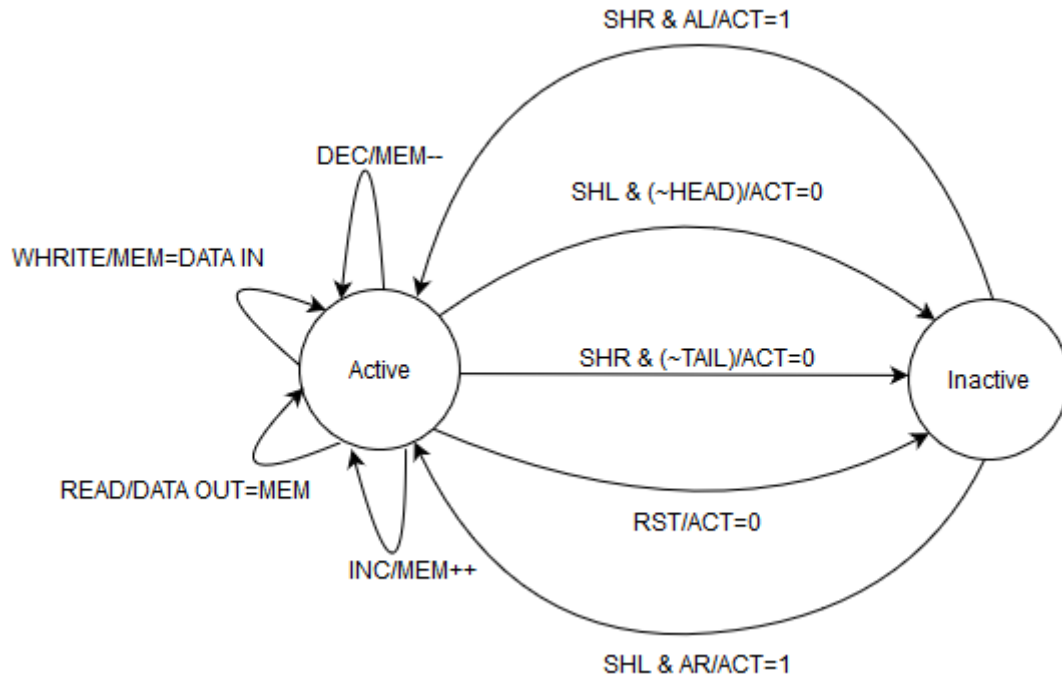 SHR & AL/ACT=1
DEC/MEM--
SHL & (~HEAD)/ACT=0
WHRITE/MEM=DATA IN
SHR & (~TAIL)/ACT=0
Active
Inactive
READ/DATA OUT=MEM
RST/ACT=0
INC/MEM++
SHL & AR/ACT=1